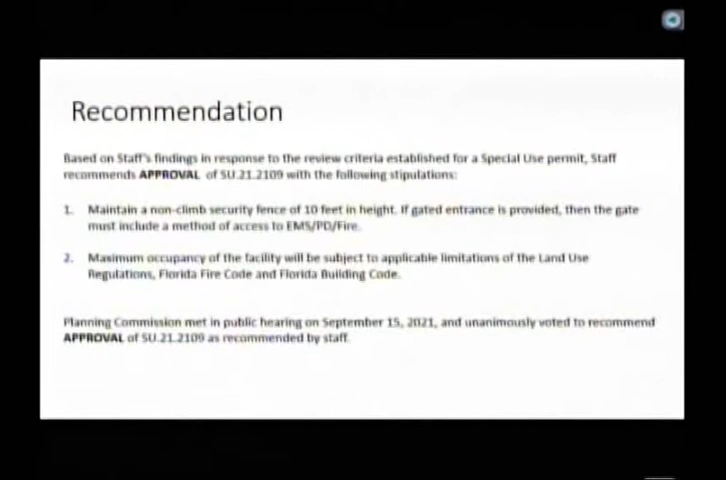 Recommendation
Based on Staff's findings in response to the review criteria established for a Special Use permit, Staff
recommends APPROVAL of SU.21.2109 with the following stipulations:
1. Maintain a non-climb security fence of 10 feet in height. If gated entrance is provided, then the gate
must include a method of access to EMS/PD/Fire.
2. Maximum occupancy of the facility will be subject to applicable limitations of the Land Use
Regulations, Florida Fire Code and Florida Building Code.
Planning Commission met in public hearing on September 15, 2021, and unanimously voted to recommend
APPROVAL of SU.21.2109 as recommended by staff.